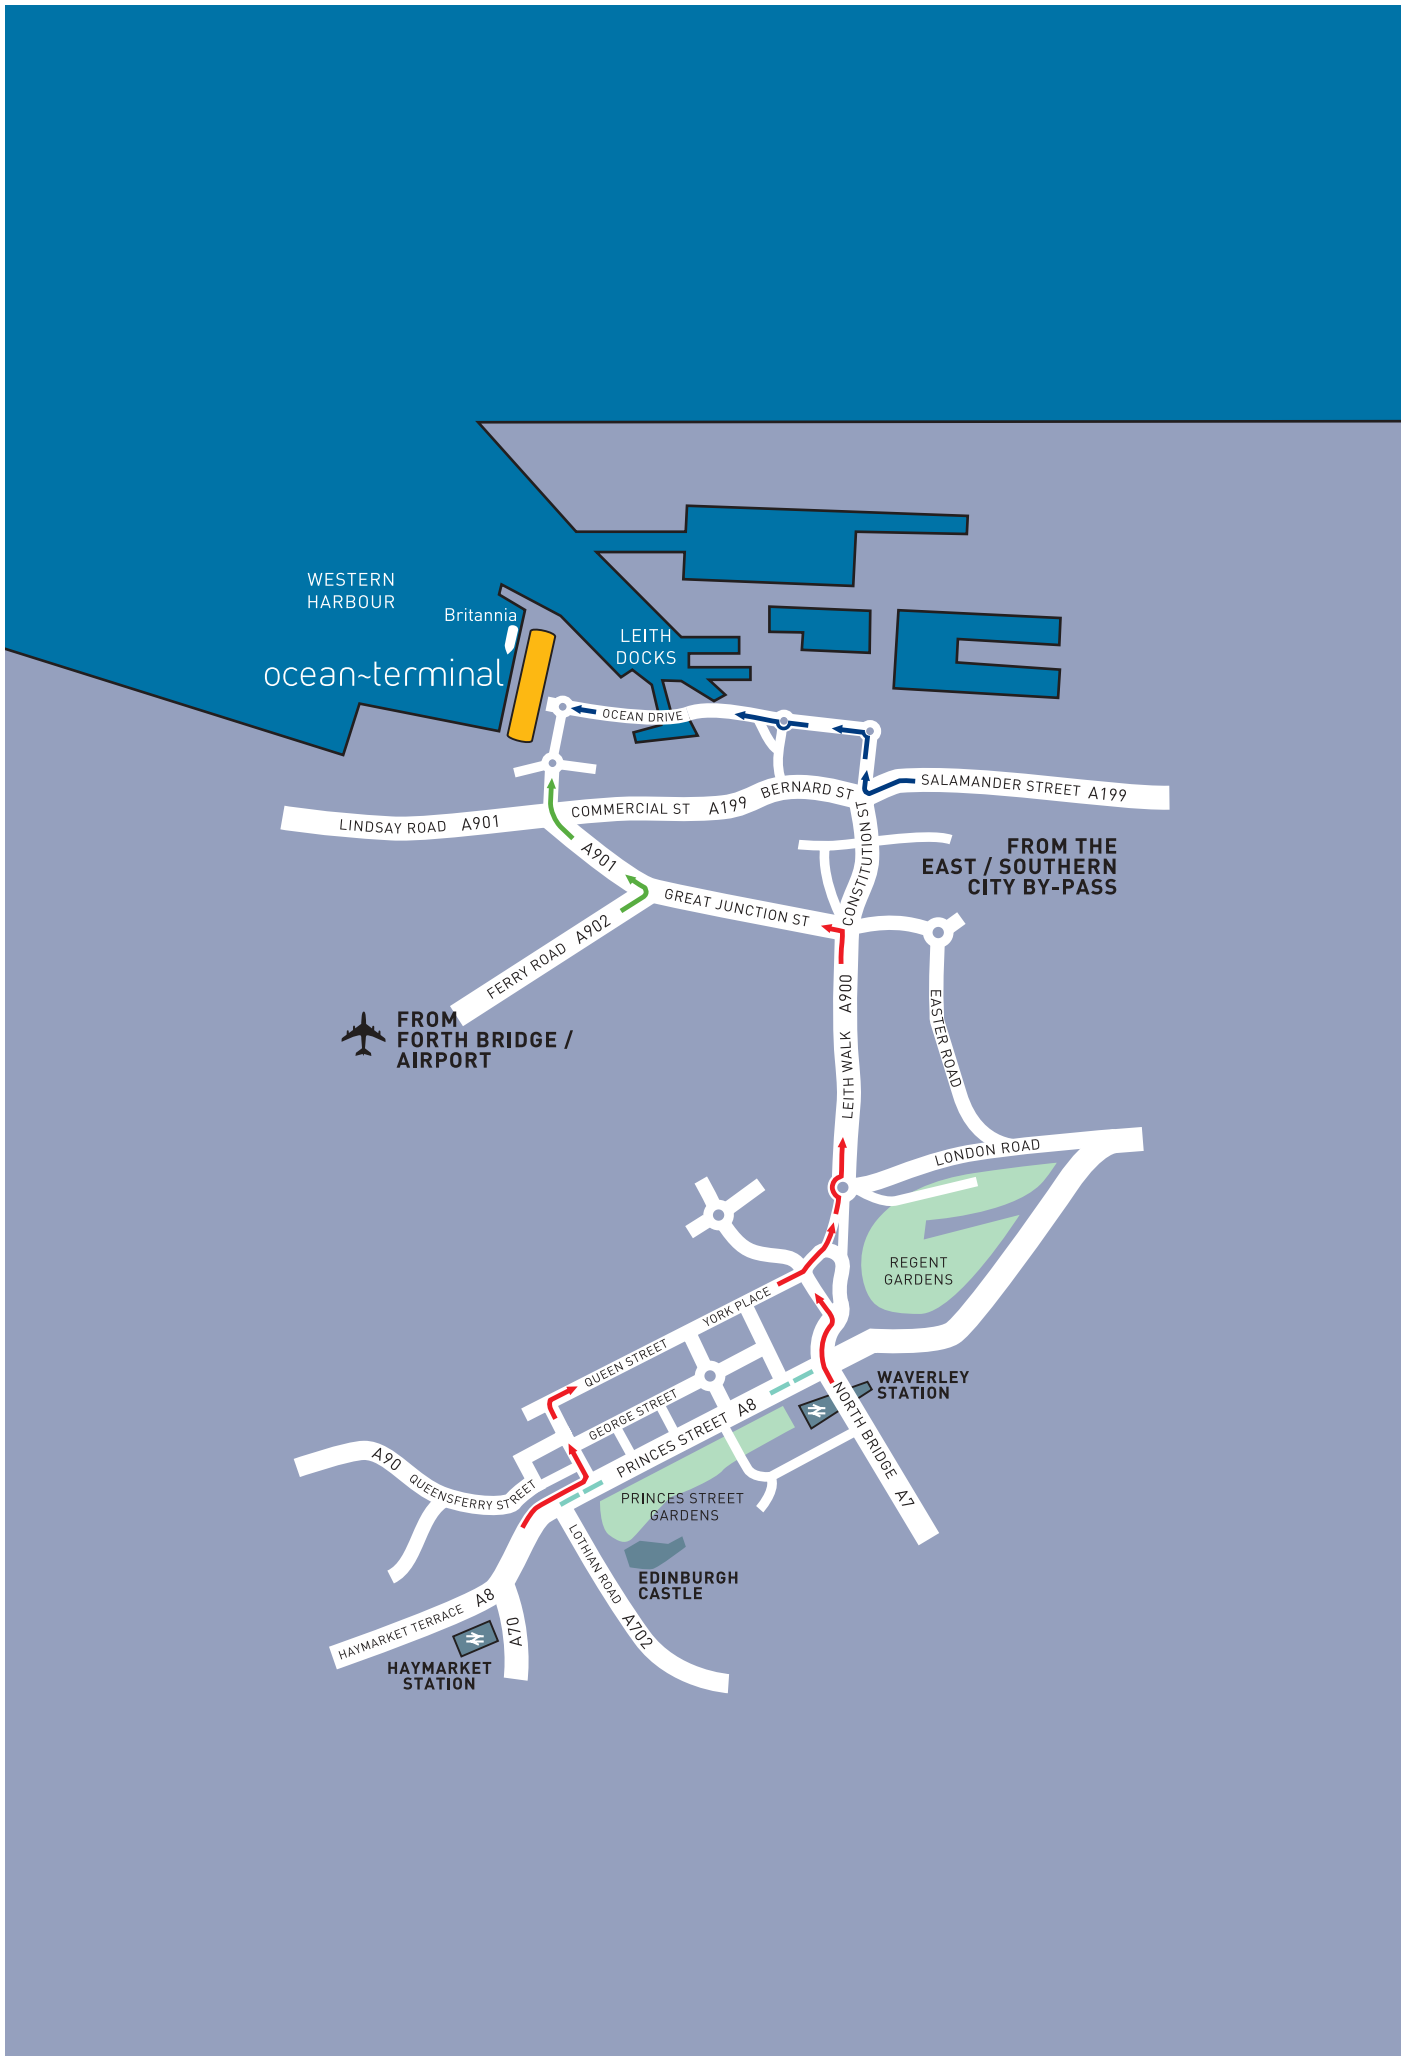 WESTERN
HARBOUR
Britannia
LEITH
DOCKS
ocean~terminal
OCEAN DRIVE
SALAMANDER STREET A199
BERNARD ST
COMMERCIAL ST A199
LINDSAY ROAD A901
CONSTITUTION ST
FROM THE
EAST / SOUTHERN
CITY BY-PASS
A901
GREAT JUNCTION ST
FERRY ROAD A902
FROM
FORTH BRIDGE /
AIRPORT
LEITH WALK A900
EASTER ROAD
LONDON ROAD
REGENT
GARDENS
YORK PLACE
QUEEN STREET
GEORGE STREET
PRINCES STREET A8
WAVERLEY
STATION
NORTH BRIDGE A7
A90
QUEENSFERRY STREET
PRINCES STREET
GARDENS
LOTHIAN ROAD A702
EDINBURGH
CASTLE
HAYMARKET TERRACE A8
A70
HAYMARKET
STATION